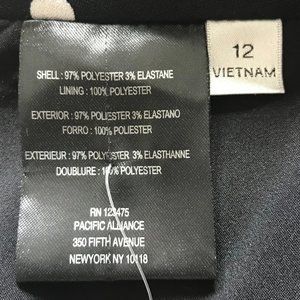 SHELL : 97% POLYESTER 3% ELASTANE
LINING : 100% POLYESTER
EXTERIOR : 97% POLIESTER 3% ELASTANO
FORRO : 100% POLIESTER
EXTERIEUR : 97% POLYESTER 3% ELASTHANNE
DOUBLURE : 100% POLYESTER
RN 123475
PACIFIC ALLIANCE
350 FIFTH AVENUE
NEWYORK NY 10118
12
VIETNAM